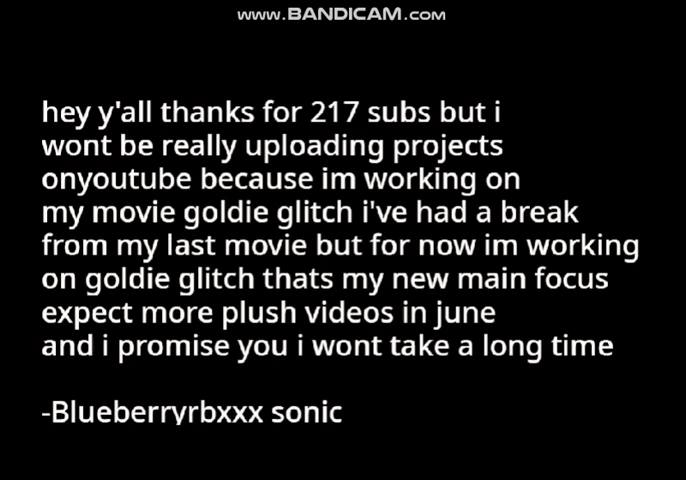 www.BANDICAM.com
hey y'all thanks for 217 subs but i
wont be really uploading projects
onyoutube because im working on
my movie goldie glitch i've had a break
from my last movie but for now im working
on goldie glitch thats my new main focus
expect more plush videos in june
and i promise you i wont take a long time
-Blueberryrbxxx sonic